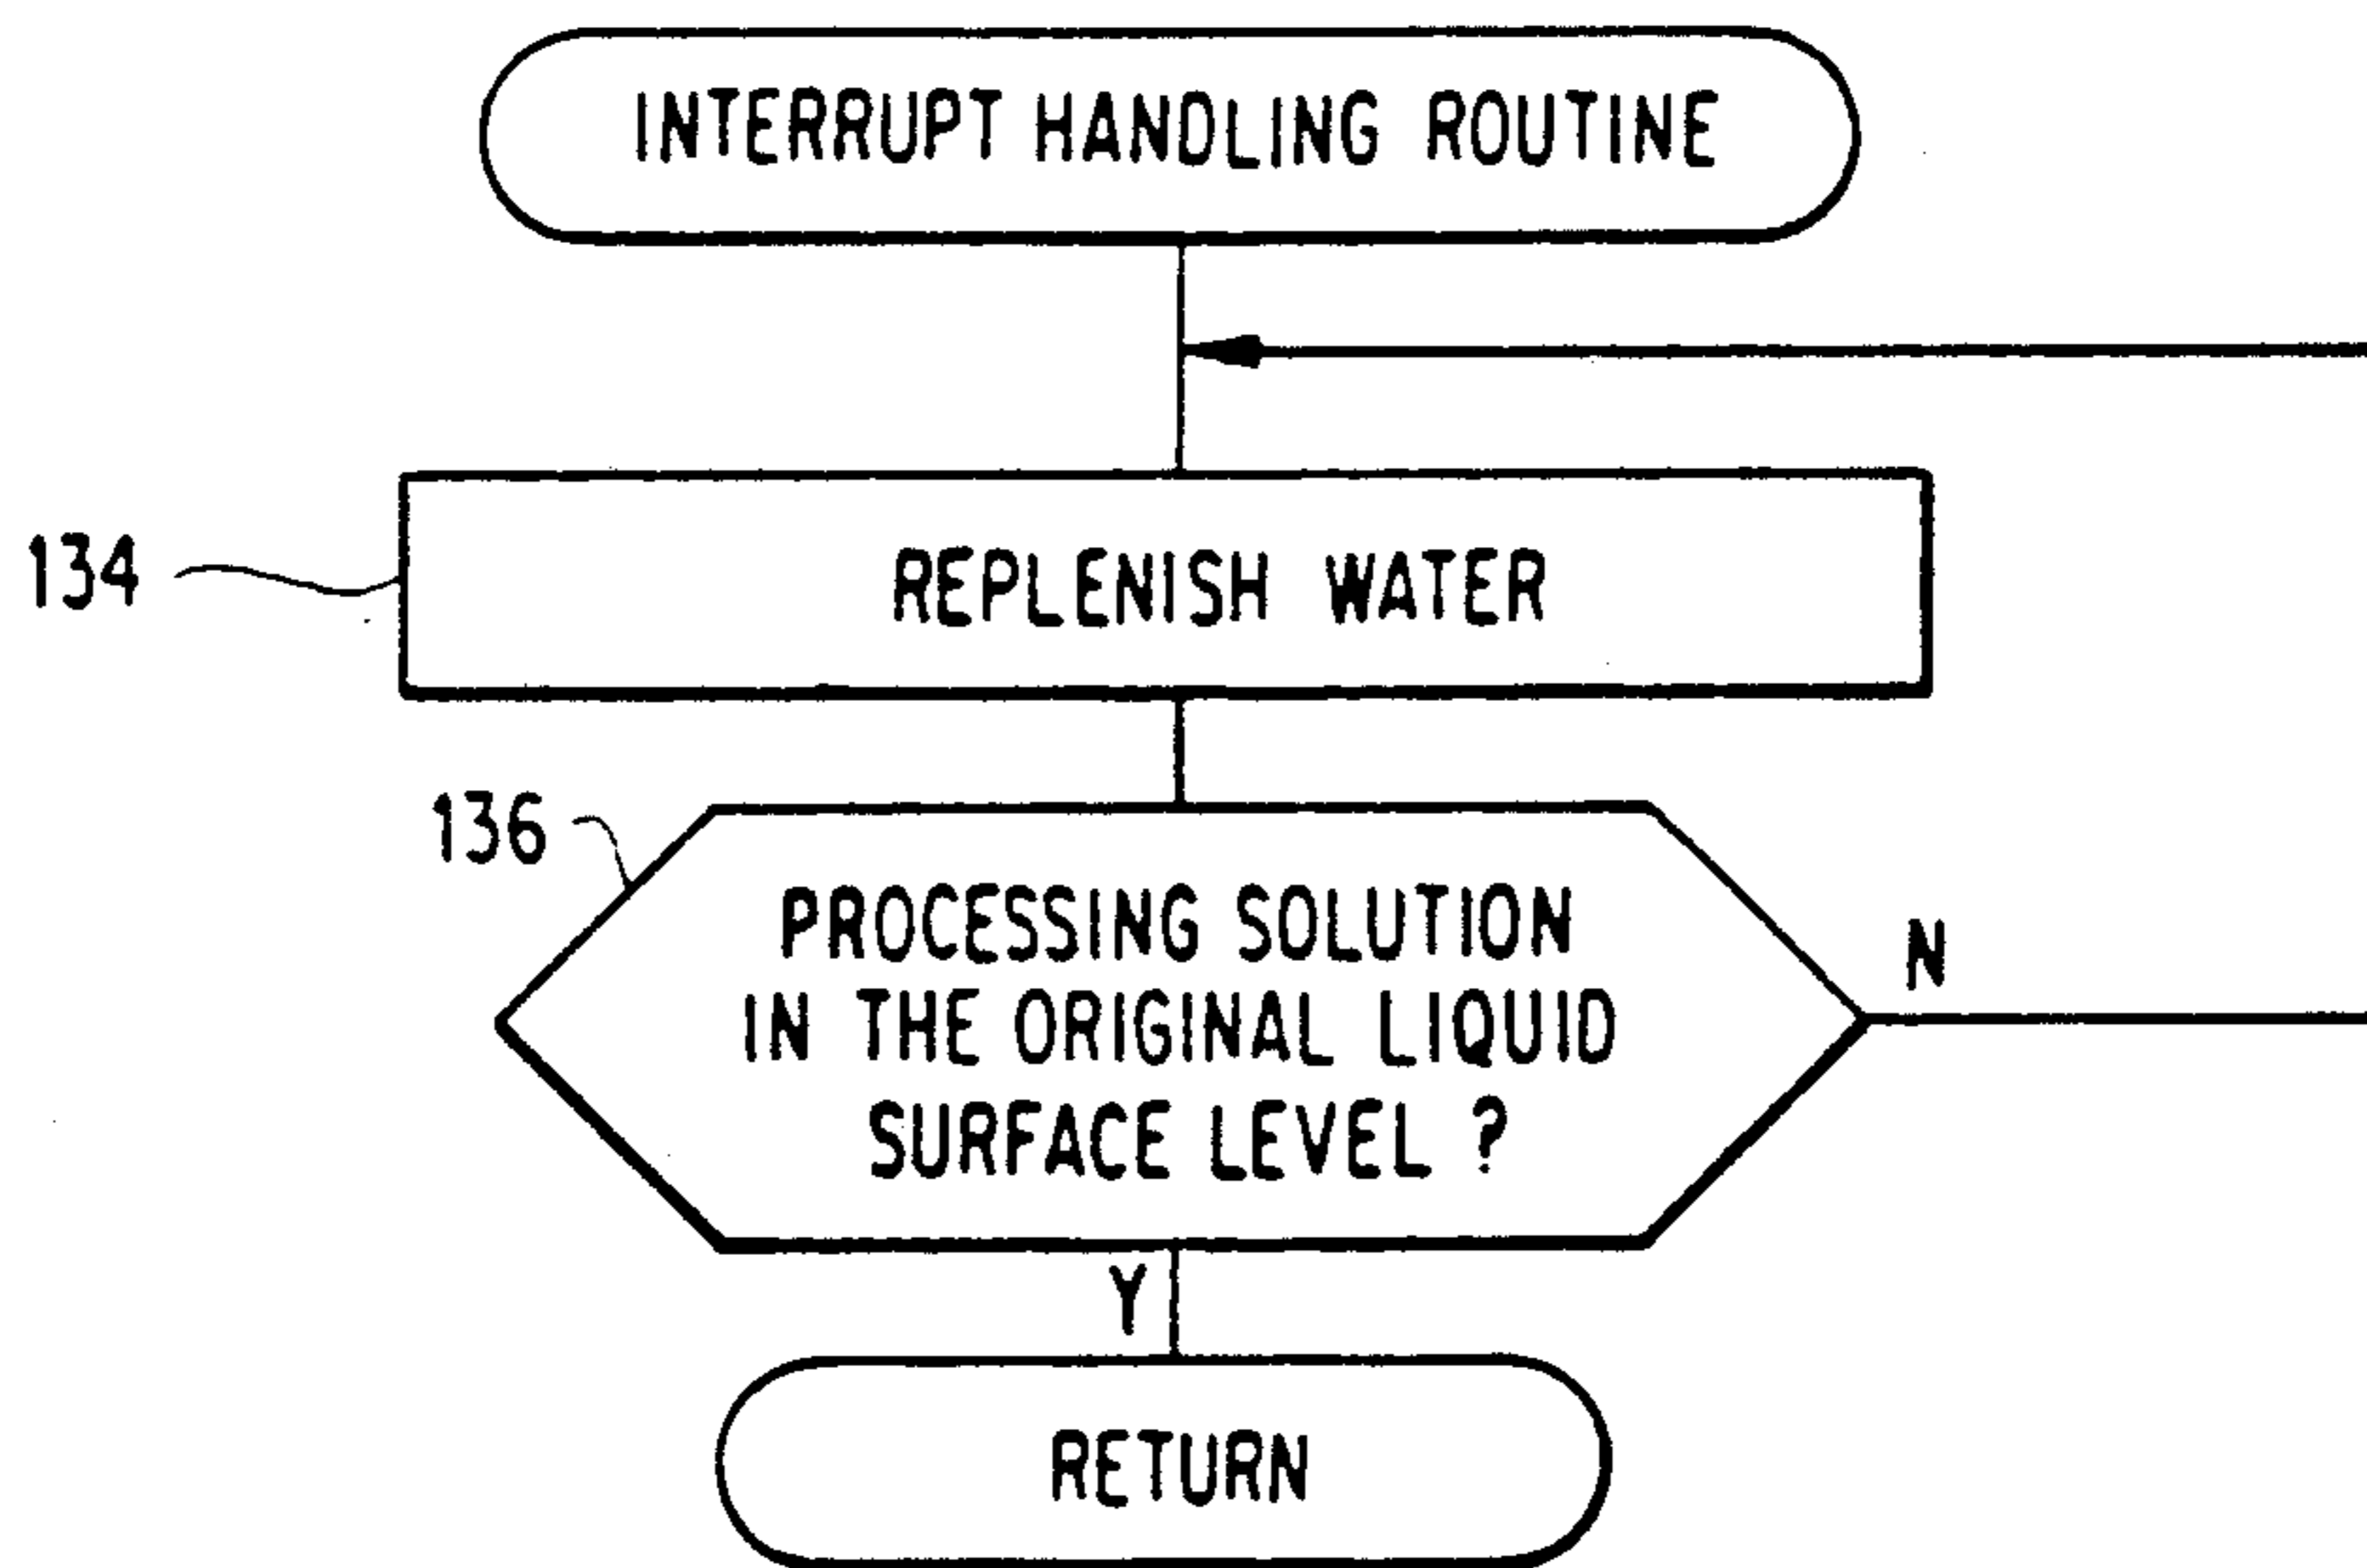 INTERRUPT HANDLING ROUTINE
134
REPLENISH WATER
136
PROCESSING SOLUTION
IN THE ORIGINAL LIQUID
SURFACE LEVEL ?
N
Y
RETURN